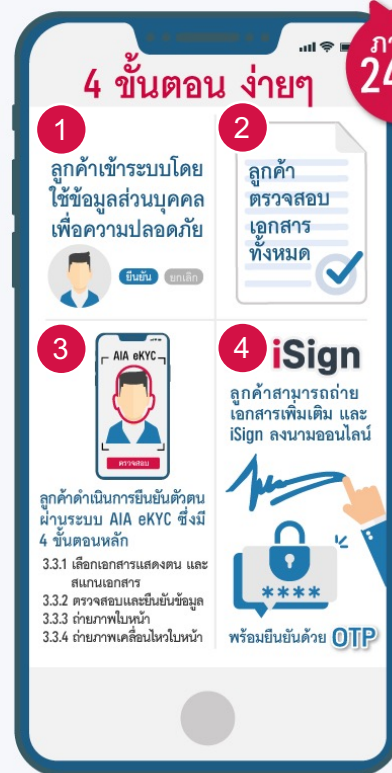 ภา
24
4 ขั้นตอน ง่ายๆ
1
ลูกค้าเข้าระบบโดย
ใช้ข้อมูลส่วนบุคคล
เพื่อความปลอดภัย
ยืนยัน ยกเลิก
2
ลูกค้า
ตรวจสอบ
เอกสาร
ทั้งหมด
3
AIA eKYC
ตรวจสอบ
ลูกค้าดำเนินการยืนยันตัวตน
ผ่านระบบ AIA eKYC ซึ่งมี
4 ขั้นตอนหลัก
3.3.1 เลือกเอกสารแสดงตน และ
สแกนเอกสาร
3.3.2 ตรวจสอบและยืนยันข้อมูล
3.3.3 ถ่ายภาพใบหน้า
3.3.4 ถ่ายภาพเคลื่อนไหวใบหน้า
4
iSign
ลูกค้าสามารถถ่าย
เอกสารเพิ่มเติม และ
iSign ลงนามออนไลน์
****
พร้อมยืนยันด้วย OTP